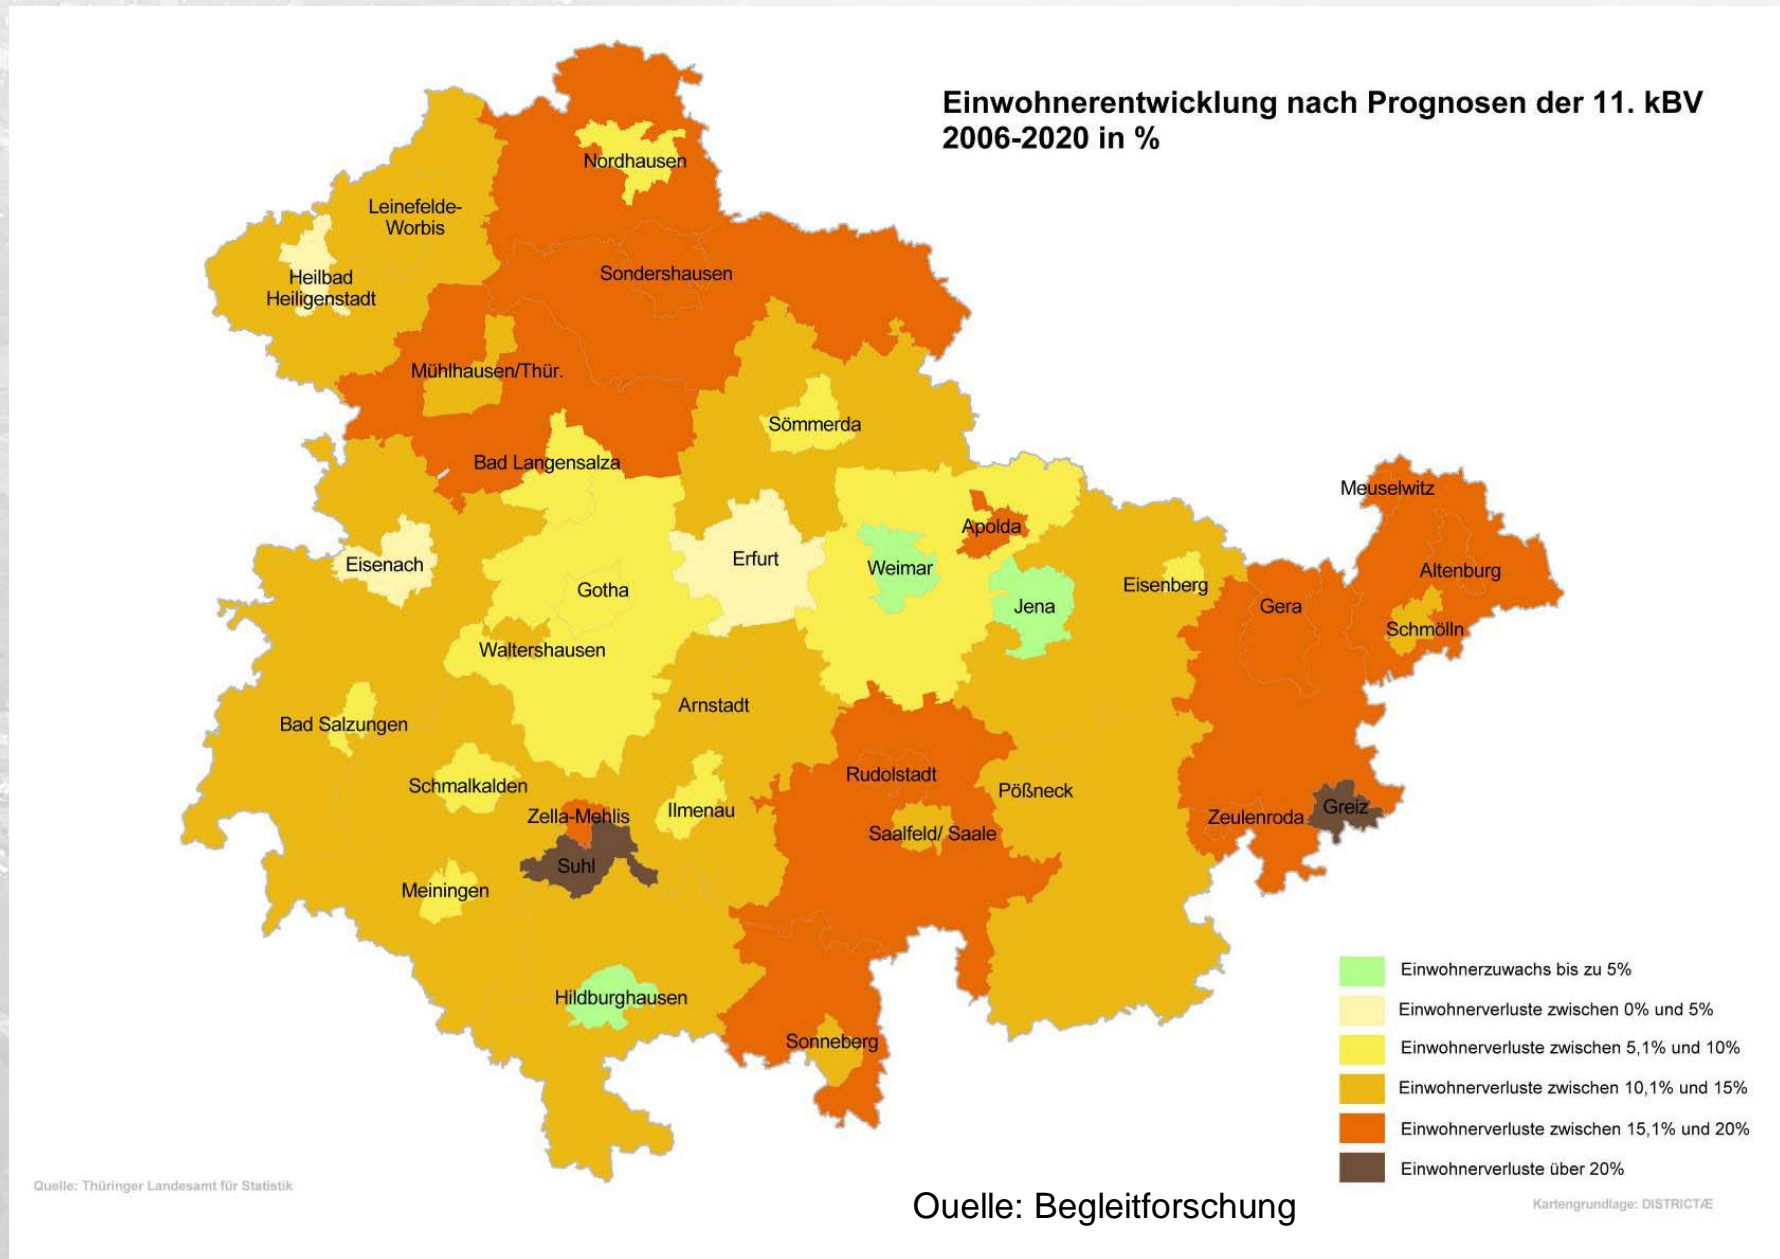 Einwohnerentwicklung nach Prognosen der 11. kBV
2006-2020 in %
Nordhausen
Leinefelde-
Worbis
Heilbad
Heiligenstadt
Sondershausen
Mühlhausen/Thür.
Sömmerda
Bad Langensalza
Meuselwitz
Apolda
Erfurt
Eisenach
Weimar
Altenburg
Eisenberg
Gotha
Jena
Gera
Schmölln
Waltershausen
Arnstadt
Bad Salzungen
Rudolstadt
Schmalkalden
Pößneck
Zella-Mehlis
Ilmenau
Greiz
Zeulenroda
Saalfeld/ Saale
Suhl
Meiningen
Hildburghausen
Sonneberg
Einwohnerzuwachs bis zu 5%
Einwohnerverluste zwischen 0% und 5%
Einwohnerverluste zwischen 5,1% und 10%
Einwohnerverluste zwischen 10,1% und 15%
Einwohnerverluste zwischen 15,1% und 20%
Einwohnerverluste über 20%
Quelle: Thüringer Landesamt für Statistik
Ouelle: Begleitforschung
Kartengrundlage: DISTRICTÆ